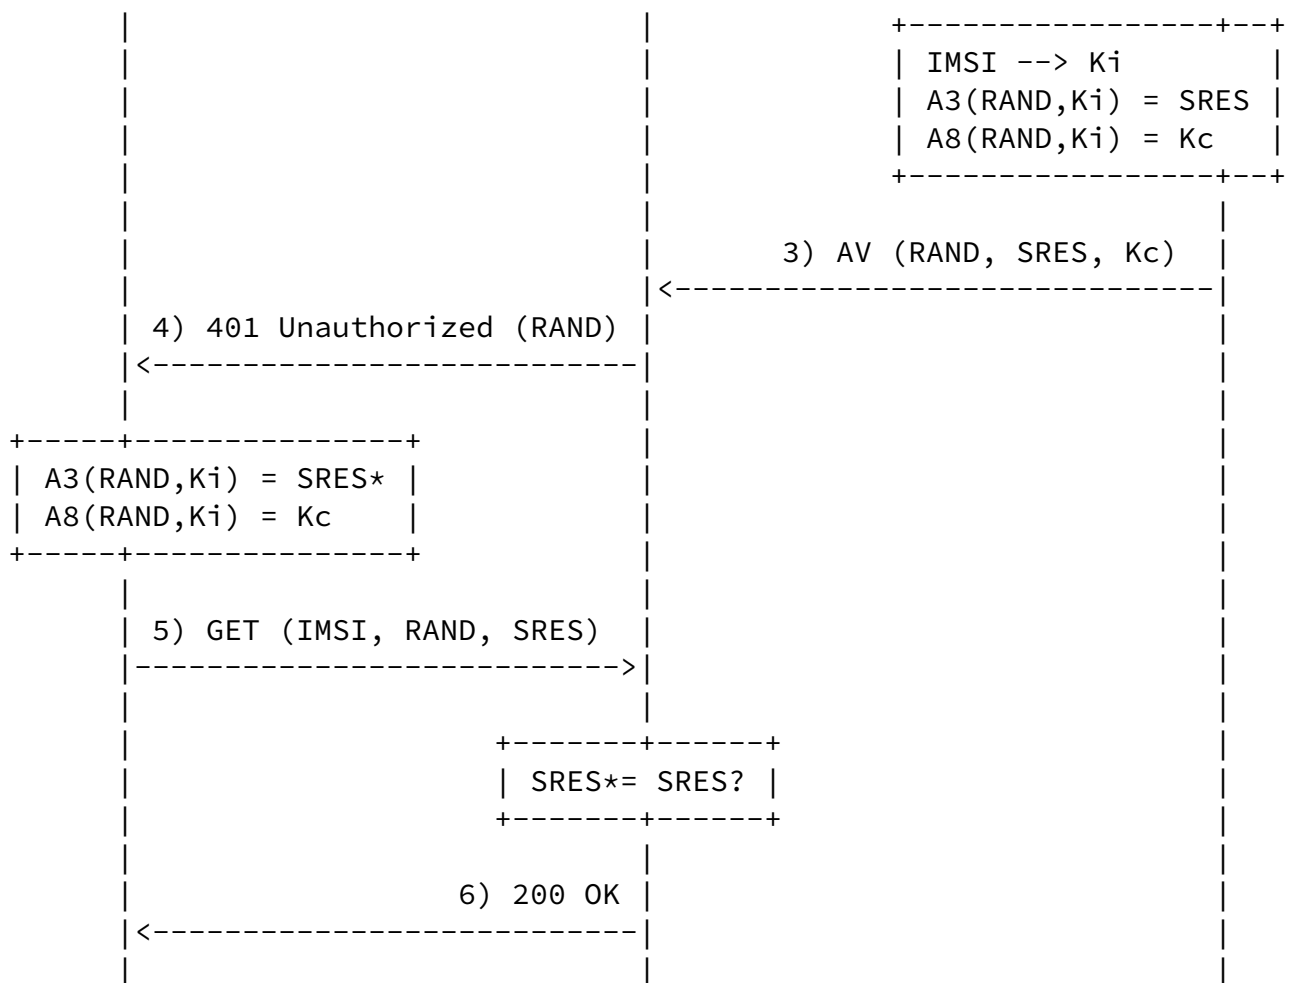 IMSI --> Ki
A3(RAND,Ki) = SRES
A8(RAND,Ki) = Kc
3) AV (RAND, SRES, Kc)
4) 401 Unauthorized (RAND)
A3(RAND,Ki) = SRES*
A8(RAND,Ki) = Kc
5) GET (IMSI, RAND, SRES)
SRES*= SRES?
6) 200 OK